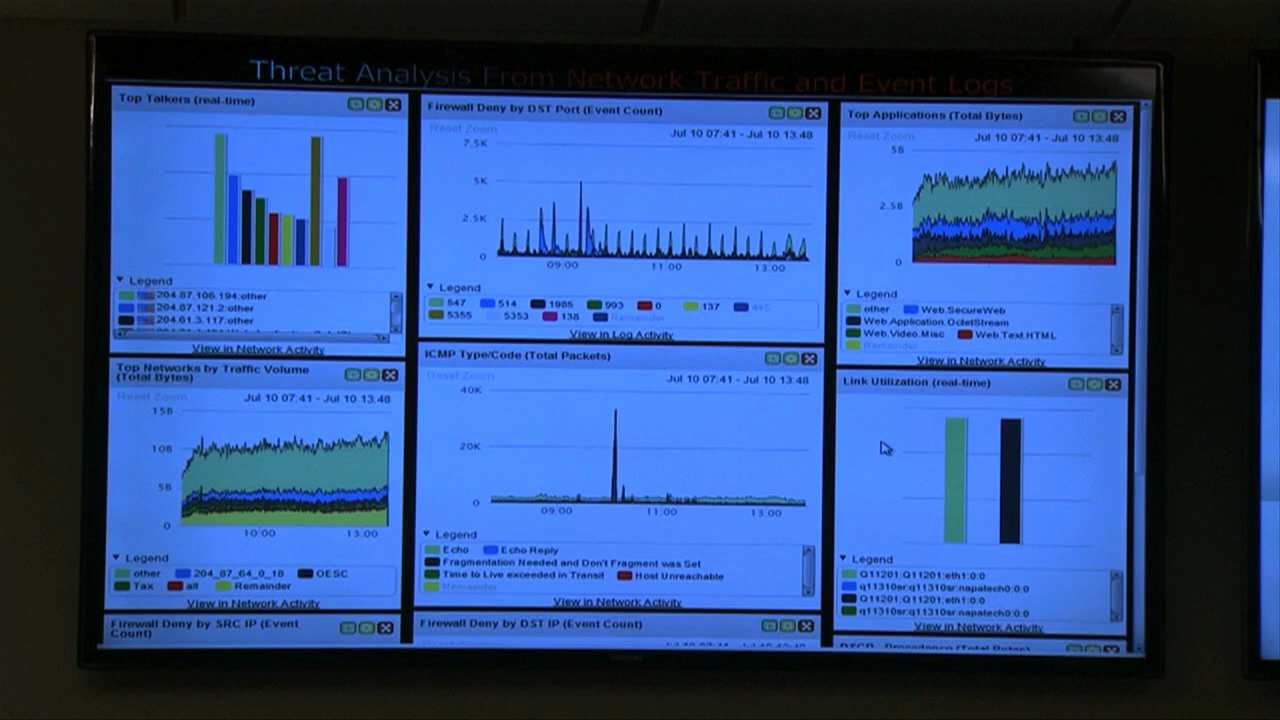 Threat Analysis From Network Traffic and Event Logs
Top Talkers (real-time)
Legend
204.87.106.194:other
204.87.121.2:other
204.61.3.117:other
View in Network Activity
Top Networks by Traffic Volume
(Total Bytes)
Reset Zoom Jul 10 07:41 - Jul 10 13:48
15B
10B
5B
0
10:00 13:00
Legend
other 204_87_64_0_18 OESC
Tax all Remainder
View in Network Activity
Firewall Deny by SRC IP (Event
Count)
Firewall Deny by DST Port (Event Count)
Reset Zoom Jul 10 07:41 - Jul 10 13:48
7.5K
5K
2.5K
0
09:00 11:00 13:00
Legend
547 514 1985 993 0 137 445
5355 5353 138 Remainder
View in Log Activity
ICMP Type/Code (Total Packets)
Reset Zoom Jul 10 07:41 - Jul 10 13:48
40K
20K
0
09:00 11:00 13:00
Legend
Echo Echo Reply
Fragmentation Needed and Don't Fragment was Set
Time to Live exceeded in Transit Host Unreachable
Remainder
View in Network Activity
Firewall Deny by DST IP (Event Count)
Top Applications (Total Bytes)
Reset Zoom Jul 10 07:41 - Jul 10 13:48
5B
2.5B
0
Legend
other Web.SecureWeb
Web.Application.OctetStream
Web.Video.Misc Web.Text.HTML
Remainder
View in Network Activity
Link Utilization (real-time)
Legend
Q11201:Q11201:eth1:0:0
q11310sr:q11310sr:napatech0:0:0
Q11201:Q11201:eth1:0:0
q11310sr:q11310sr:napatech0:0:0
View in Network Activity
DSCP - Precedence (Total Bytes)